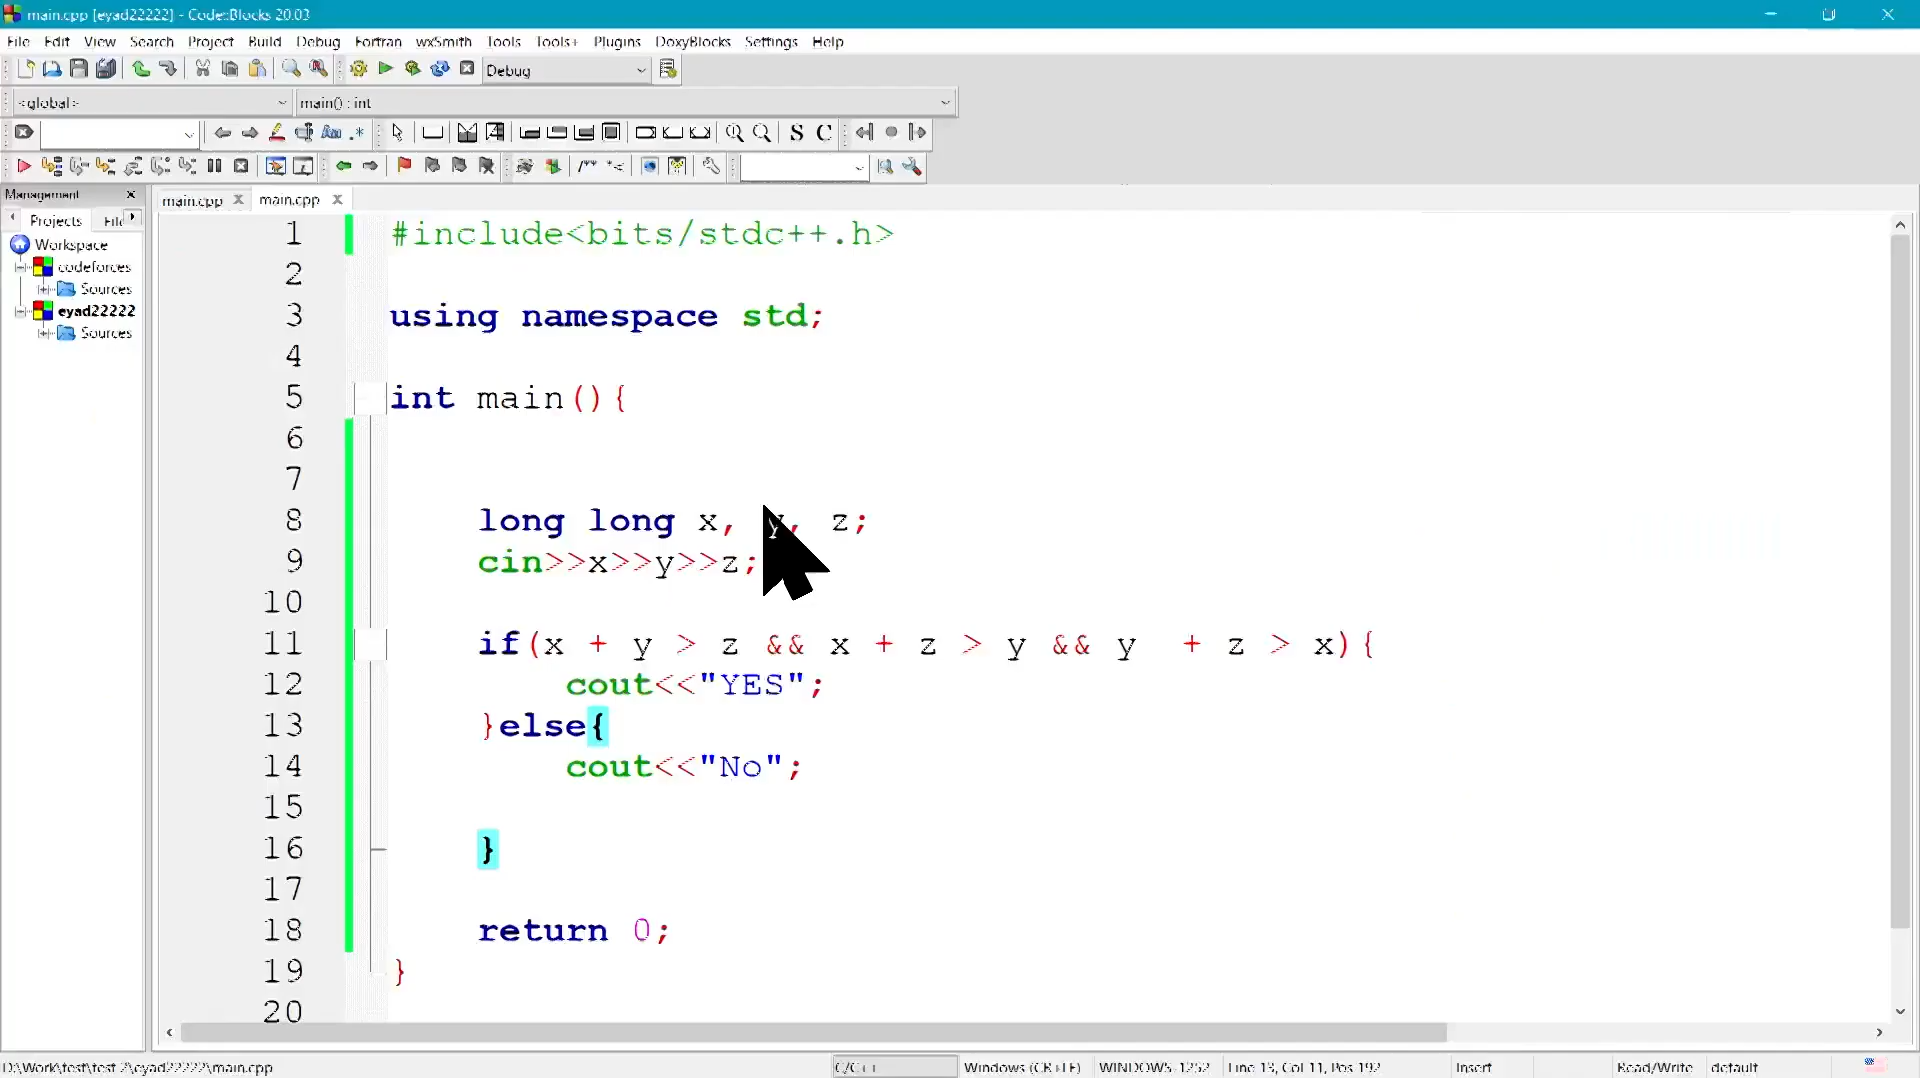 main.cpp [eyad22222] - Code::Blocks 20.03
File Edit View Search Project Build Debug Fortran wxSmith Tools Tools+ Plugins DoxyBlocks Settings Help
Debug
<global> main() : int
S C
Management
main.cpp main.cpp
Projects
Workspace
codeforces
Sources
eyad22222
Sources
1 #include<bits/stdc++.h>
2
3 using namespace std;
4
5 int main(){
6
7
8 long long x, y, z;
9 cin>>x>>y>>z;
10
11 if(x + y > z && x + z > y && y  + z > x){
12 cout<<"YES";
13 }else{
14 cout<<"No";
15
16 }
17
18 return 0;
19 }
20
D:\Work\test\test 2\eyad22222\main.cpp C/C++ Windows (CR+LF) WINDOWS-1252 Line 13, Col 11, Pos 192 Insert Read/Write default